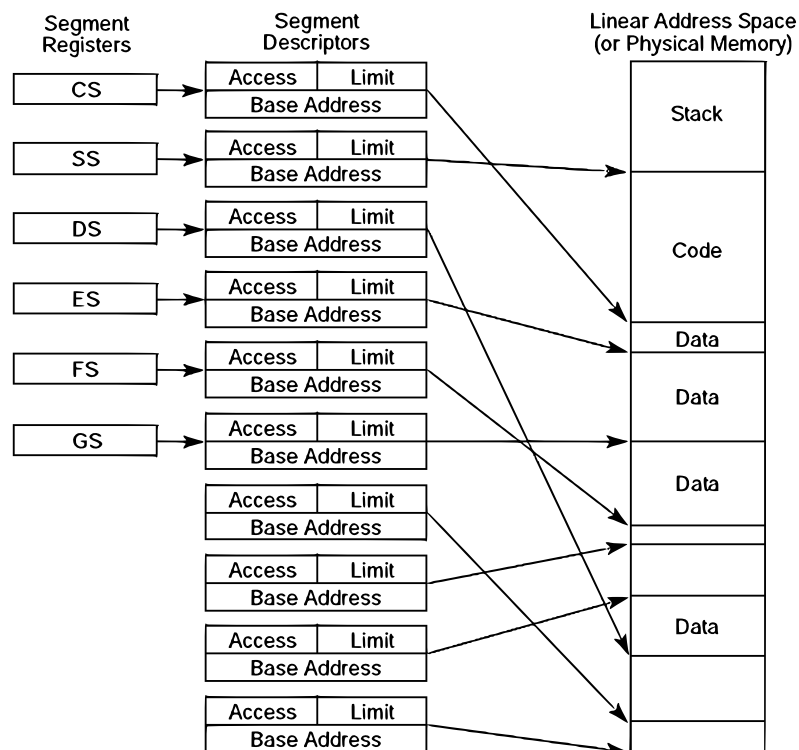 Segment
Registers
Segment
Descriptors
Linear Address Space
(or Physical Memory)
CS
Access Limit
Base Address
SS
Access Limit
Base Address
DS
Access Limit
Base Address
ES
Access Limit
Base Address
FS
Access Limit
Base Address
GS
Access Limit
Base Address
Access Limit
Base Address
Access Limit
Base Address
Access Limit
Base Address
Access Limit
Base Address
Stack
Code
Data
Data
Data
Data